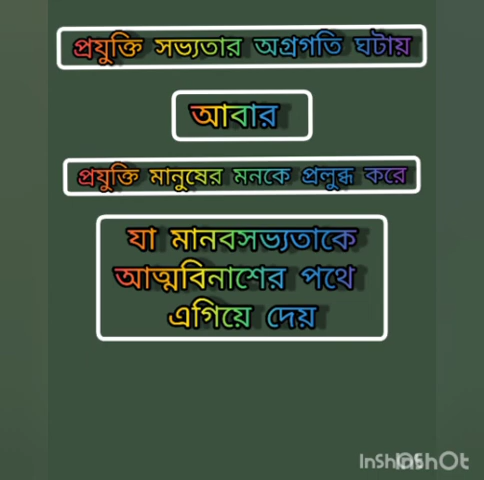 প্রযুক্তি সভ্যতার অগ্রগতি ঘটায়
আবার
প্রযুক্তি মানুষের মনকে প্রলুব্ধ করে
যা মানবসভ্যতাকে
আত্মবিনাশের পথে
এগিয়ে দেয়
InShOt